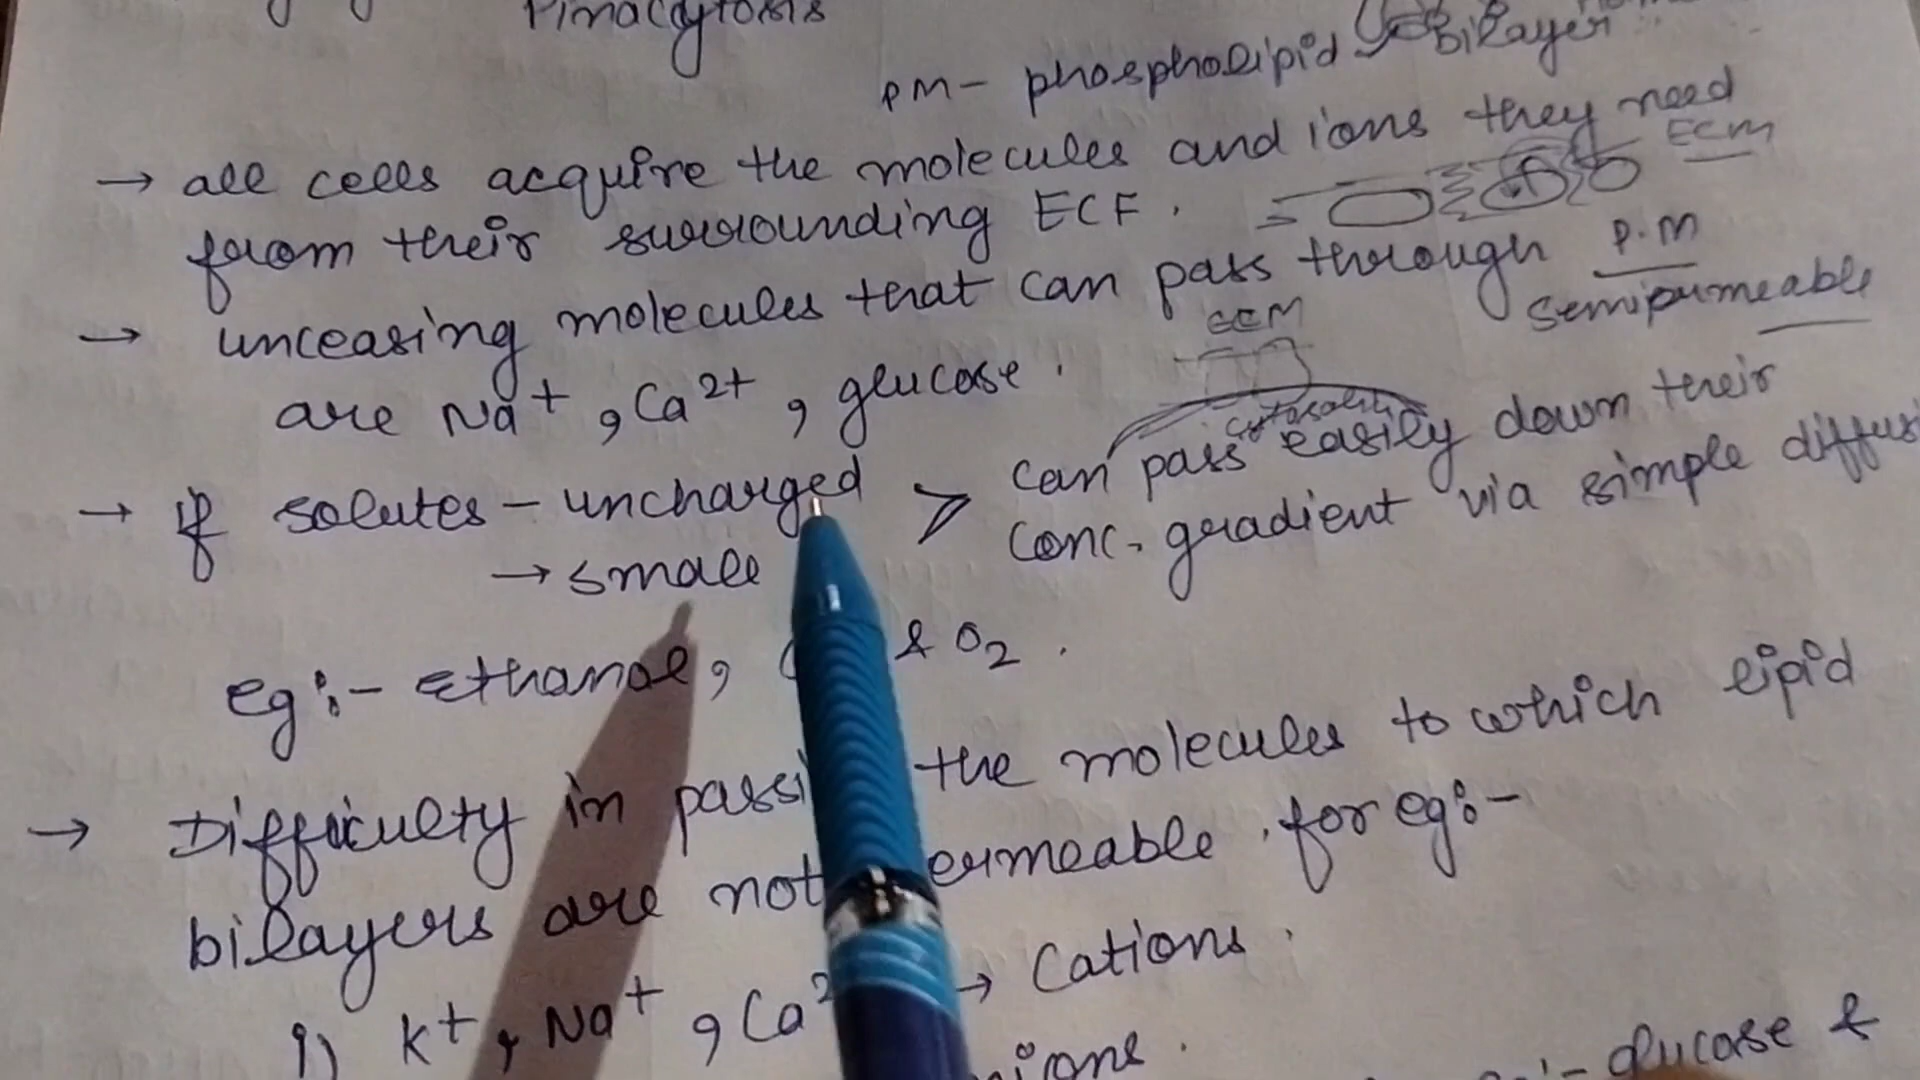 Pinacytosis
PM - phospholipid Bilayer
→ all cells acquire the molecules and ions they need
ECM
from their surrounding ECF.
→ unceasing molecules that can pass through P.M
Semipermeable
ECM
are Na+, Ca2+, glucose.
cytosolic
→ if solutes - uncharged > can pass easily down their
→ small conc. gradient via simple
eg:- Ethanol, & O2.
→ Difficulty in the molecules to which lipid
bilayers are not permeable. for eg:-
i) K+, Na+, Ca2 → Cations.
glucose &